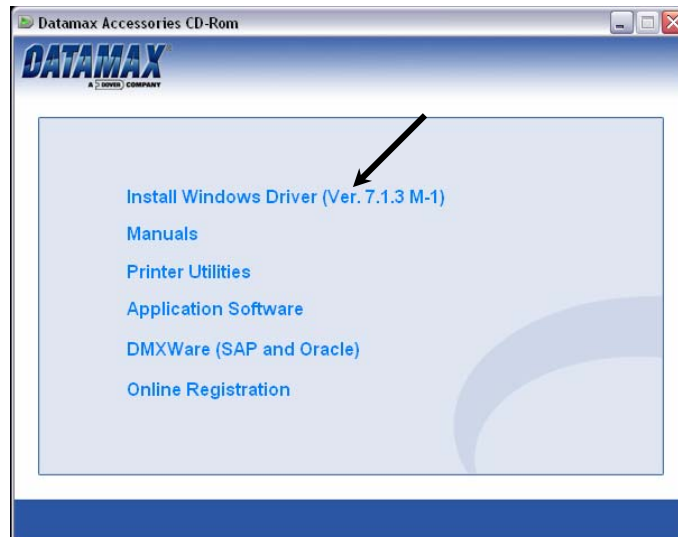 Datamax Accessories CD-Rom
DATAMAX
A DOVER COMPANY
Install Windows Driver (Ver. 7.1.3 M-1)
Manuals
Printer Utilities
Application Software
DMXWare (SAP and Oracle)
Online Registration